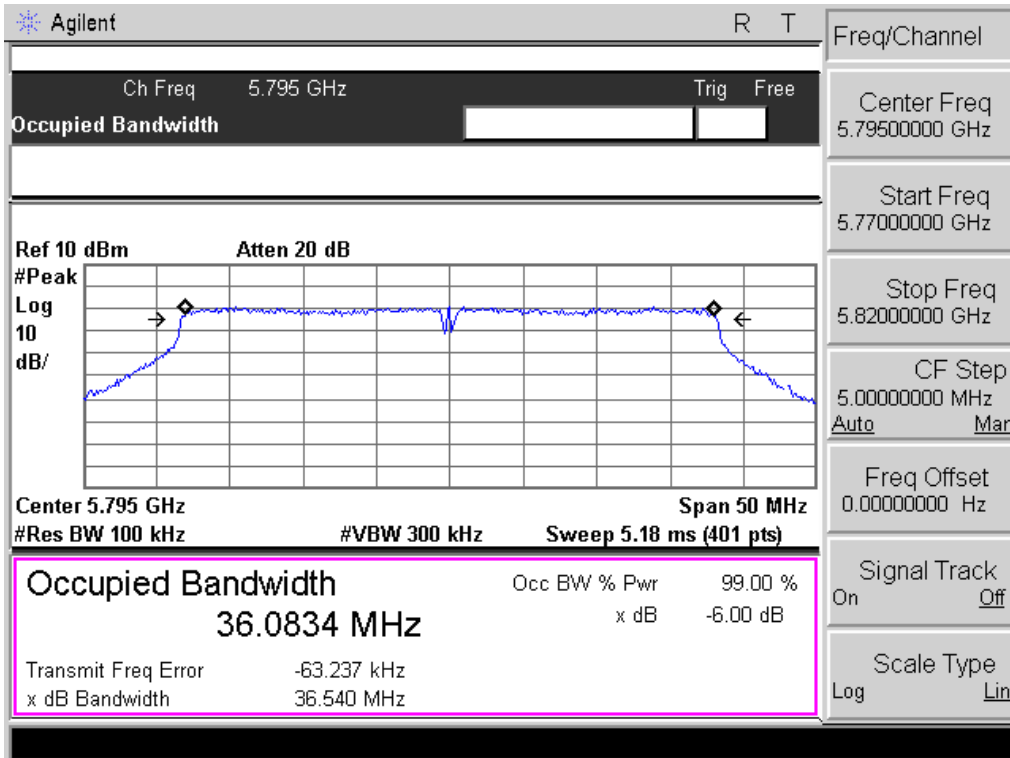 Agilent R T
Ch Freq 5.795 GHz Trig Free
Occupied Bandwidth
Ref 10 dBm Atten 20 dB
#Peak
Log
10
dB/
Center 5.795 GHz Span 50 MHz
#Res BW 100 kHz #VBW 300 kHz Sweep 5.18 ms (401 pts)
Occupied Bandwidth
36.0834 MHz
Occ BW % Pwr 99.00 %
x dB -6.00 dB
Transmit Freq Error -63.237 kHz
x dB Bandwidth 36.540 MHz
Freq/Channel
Center Freq
5.79500000 GHz
Start Freq
5.77000000 GHz
Stop Freq
5.82000000 GHz
CF Step
5.00000000 MHz
Auto Man
Freq Offset
0.00000000 Hz
Signal Track
On Off
Scale Type
Log Lin